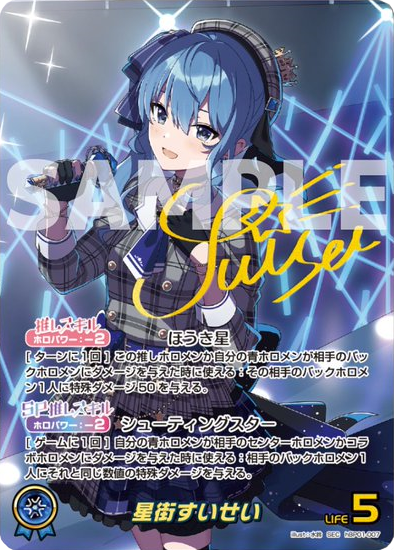 SAMPLE
Suisei
推しスキル
ホロパワー:-2
ほうき星
[ターンに1回]この推しホロメンか自分の青ホロメンが相手のバッ
クホロメンにダメージを与えた時に使える:その相手のバックホロメ
ン1人に特殊ダメージ50を与える。
SP推しスキル
ホロパワー:-2
シューティングスター
[ゲームに1回]自分の青ホロメンが相手のセンターホロメンかコラ
ボホロメンにダメージを与えた時に使える:相手のバックホロメン1
人にそれと同じ数値の特殊ダメージを与える。
星街すいせい
LIFE 5
illust:水鈴 SEC hBP01-007